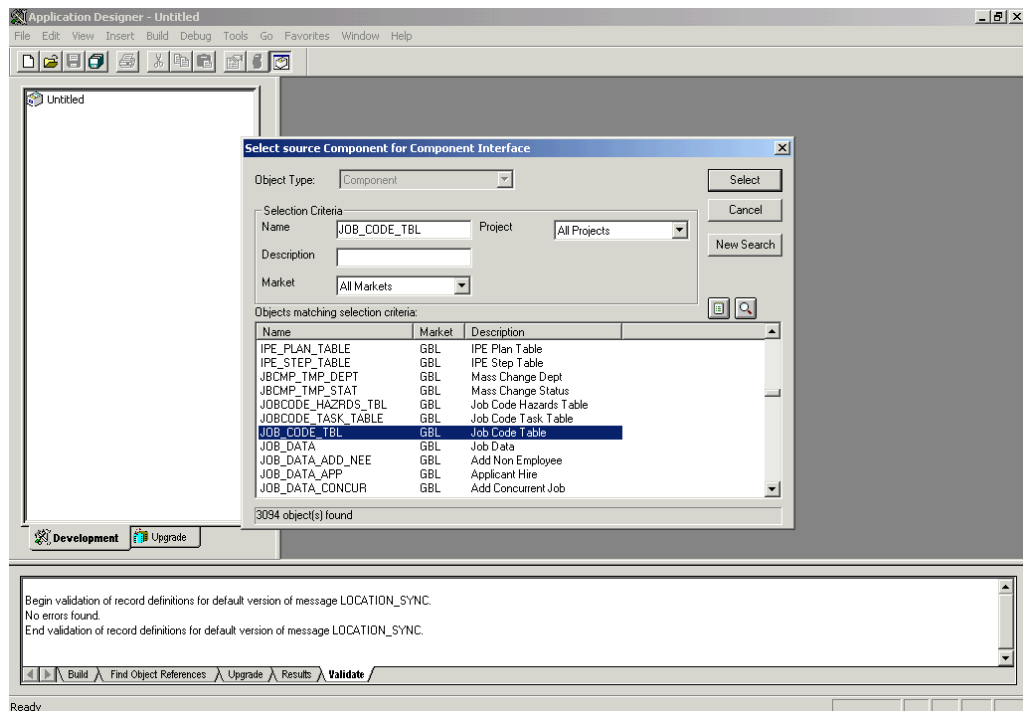 Application Designer - Untitled
File Edit View Insert Build Debug Tools Go Favorites Window Help
Untitled
Select source Component for Component Interface
Object Type: Component
Select
Selection Criteria
Cancel
Name JOB_CODE_TBL Project All Projects
New Search
Description
Market All Markets
Objects matching selection criteria:
Name Market Description
IPE_PLAN_TABLE GBL IPE Plan Table
IPE_STEP_TABLE GBL IPE Step Table
JBCMP_TMP_DEPT GBL Mass Change Dept
JBCMP_TMP_STAT GBL Mass Change Status
JOBCODE_HAZRDS_TBL GBL Job Code Hazards Table
JOBCODE_TASK_TABLE GBL Job Code Task Table
JOB_CODE_TBL GBL Job Code Table
JOB_DATA GBL Job Data
JOB_DATA_ADD_NEE GBL Add Non Employee
JOB_DATA_APP GBL Applicant Hire
JOB_DATA_CONCUR GBL Add Concurrent Job
3094 object(s) found
Development Upgrade
Begin validation of record definitions for default version of message LOCATION_SYNC.
No errors found.
End validation of record definitions for default version of message LOCATION_SYNC.
Build Find Object References Upgrade Results Validate
Ready